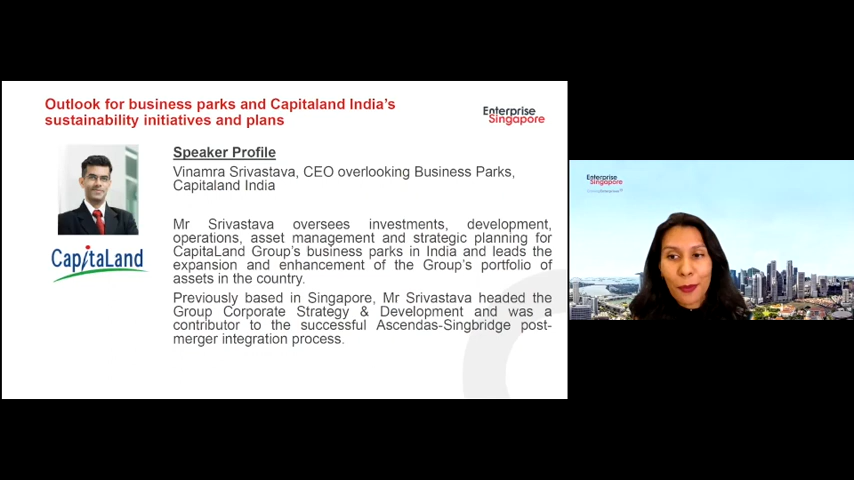 Outlook for business parks and Capitaland India's
sustainability initiatives and plans
Enterprise
Singapore
Speaker Profile
Vinamra Srivastava, CEO overlooking Business Parks,
Capitaland India
CapitaLand
Mr Srivastava oversees investments, development,
operations, asset management and strategic planning for
CapitaLand Group's business parks in India and leads the
expansion and enhancement of the Group's portfolio of
assets in the country.
Previously based in Singapore, Mr Srivastava headed the
Group Corporate Strategy & Development and was a
contributor to the successful Ascendas-Singbridge post-
merger integration process.
Enterprise
Singapore